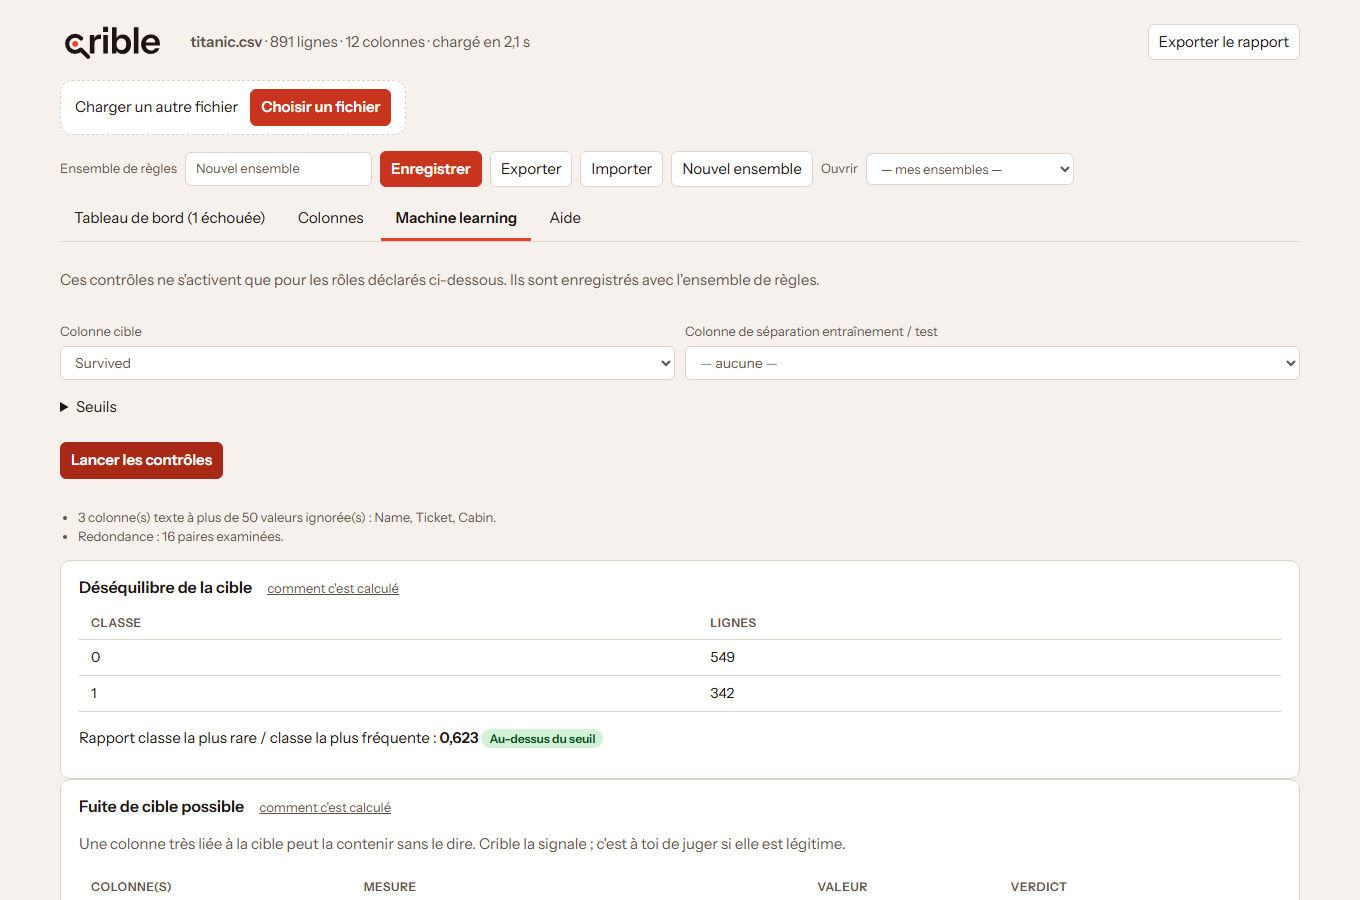 crible
titanic.csv · 891 lignes · 12 colonnes · chargé en 2,1 s
Exporter le rapport
Charger un autre fichier Choisir un fichier
Ensemble de règles Nouvel ensemble Enregistrer Exporter Importer Nouvel ensemble Ouvrir — mes ensembles —
Tableau de bord (1 échouée) Colonnes Machine learning Aide
Ces contrôles ne s'activent que pour les rôles déclarés ci-dessous. Ils sont enregistrés avec l'ensemble de règles.
Colonne cible Colonne de séparation entraînement / test
Survived — aucune —
Seuils
Lancer les contrôles
3 colonne(s) texte à plus de 50 valeurs ignorée(s) : Name, Ticket, Cabin.
Redondance : 16 paires examinées.
Déséquilibre de la cible comment c'est calculé
CLASSE LIGNES
0 549
1 342
Rapport classe la plus rare / classe la plus fréquente : 0,623 Au-dessus du seuil
Fuite de cible possible comment c'est calculé
Une colonne très liée à la cible peut la contenir sans le dire. Crible la signale ; c'est à toi de juger si elle est légitime.
COLONNE(S) MESURE VALEUR VERDICT